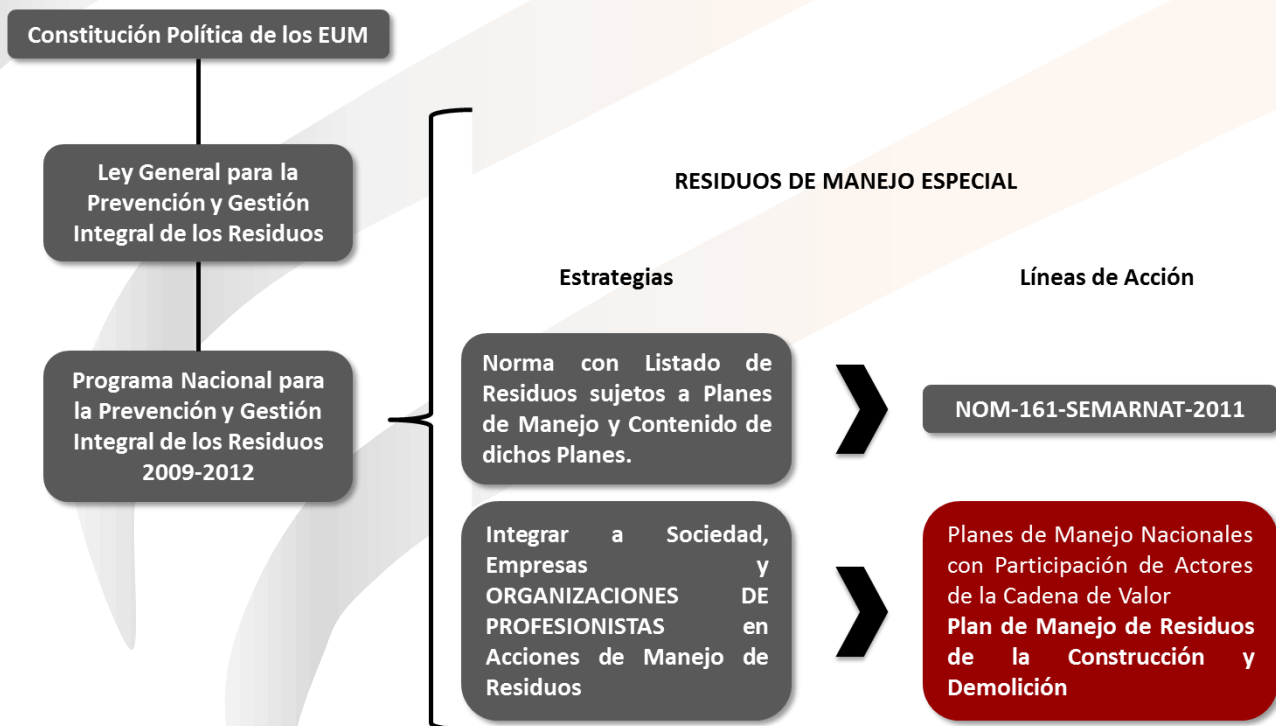 Constitución Política de los EUM
Ley General para la
Prevención y Gestión
Integral de los Residuos
Programa Nacional para
la Prevención y Gestión
Integral de los Residuos
2009-2012
RESIDUOS DE MANEJO ESPECIAL
Estrategias
Líneas de Acción
Norma con Listado de
Residuos sujetos a Planes
de Manejo y Contenido de
dichos Planes.
NOM-161-SEMARNAT-2011
Integrar a Sociedad,
Empresas y
ORGANIZACIONES DE
PROFESIONISTAS en
Acciones de Manejo de
Residuos
Planes de Manejo Nacionales
con Participación de Actores
de la Cadena de Valor
Plan de Manejo de Residuos
de la Construcción y
Demolición